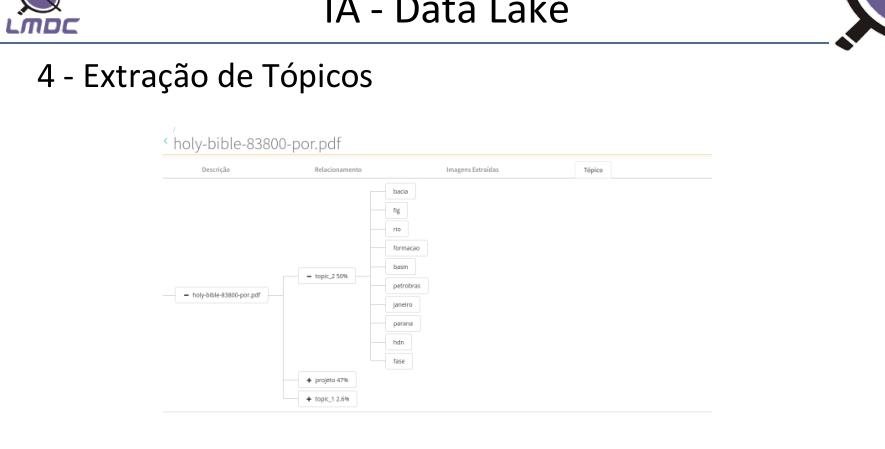 IA - Data Lake
LMDC
4 - Extração de Tópicos
/
< holy-bible-83800-por.pdf
Descrição Relacionamento Imagens Extraídas Tópico
bacia
fig
rio
formacao
basin
petrobras
janeiro
parana
hdn
fase
− topic_2 50%
− holy-bible-83800-por.pdf
+ projeto 47%
+ topic_1 2.6%